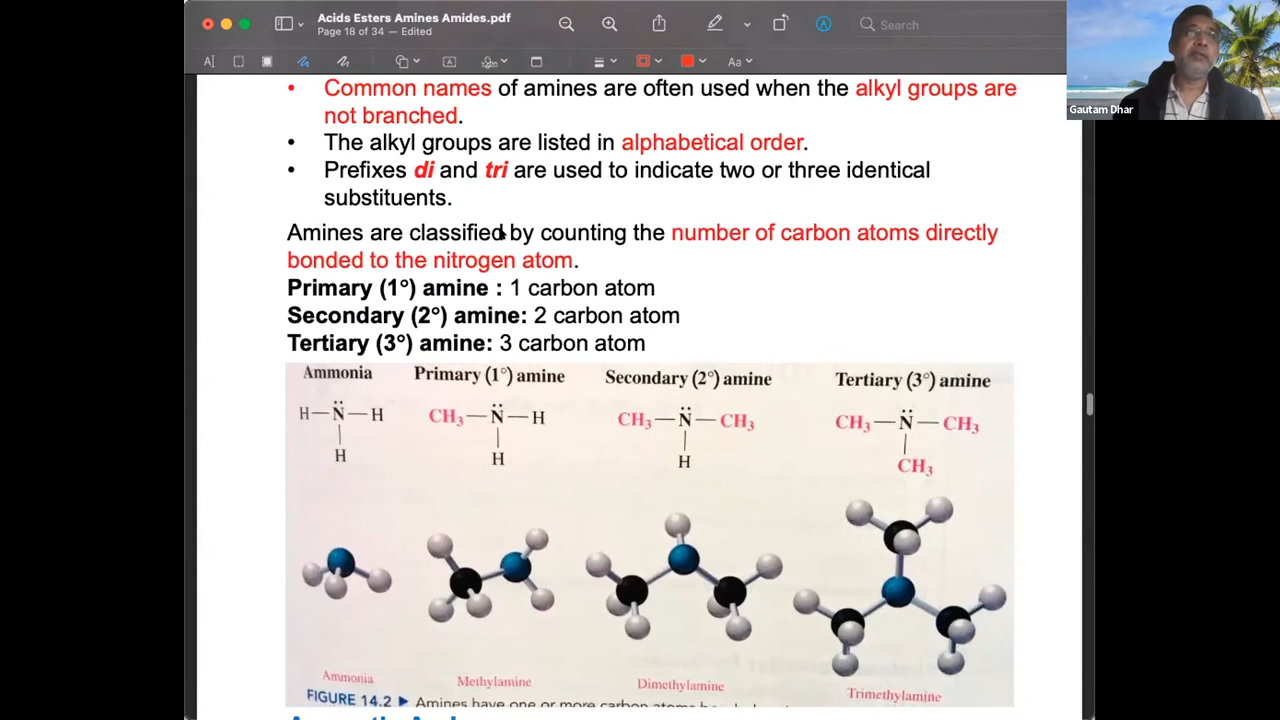 Acids Esters Amines Amides.pdf
Page 18 of 34 — Edited
Search
Gautam Dhar
• Common names of amines are often used when the alkyl groups are
not branched.
• The alkyl groups are listed in alphabetical order.
• Prefixes di and tri are used to indicate two or three identical
substituents.
Amines are classified by counting the number of carbon atoms directly
bonded to the nitrogen atom.
Primary (1°) amine : 1 carbon atom
Secondary (2°) amine: 2 carbon atom
Tertiary (3°) amine: 3 carbon atom
Ammonia Primary (1°) amine Secondary (2°) amine Tertiary (3°) amine
H—N̈—H CH₃—N̈—H CH₃—N̈—CH₃ CH₃—N̈—CH₃
H H H CH₃
Ammonia Methylamine Dimethylamine Trimethylamine
FIGURE 14.2 ▶ Amines have one or more carbon atoms